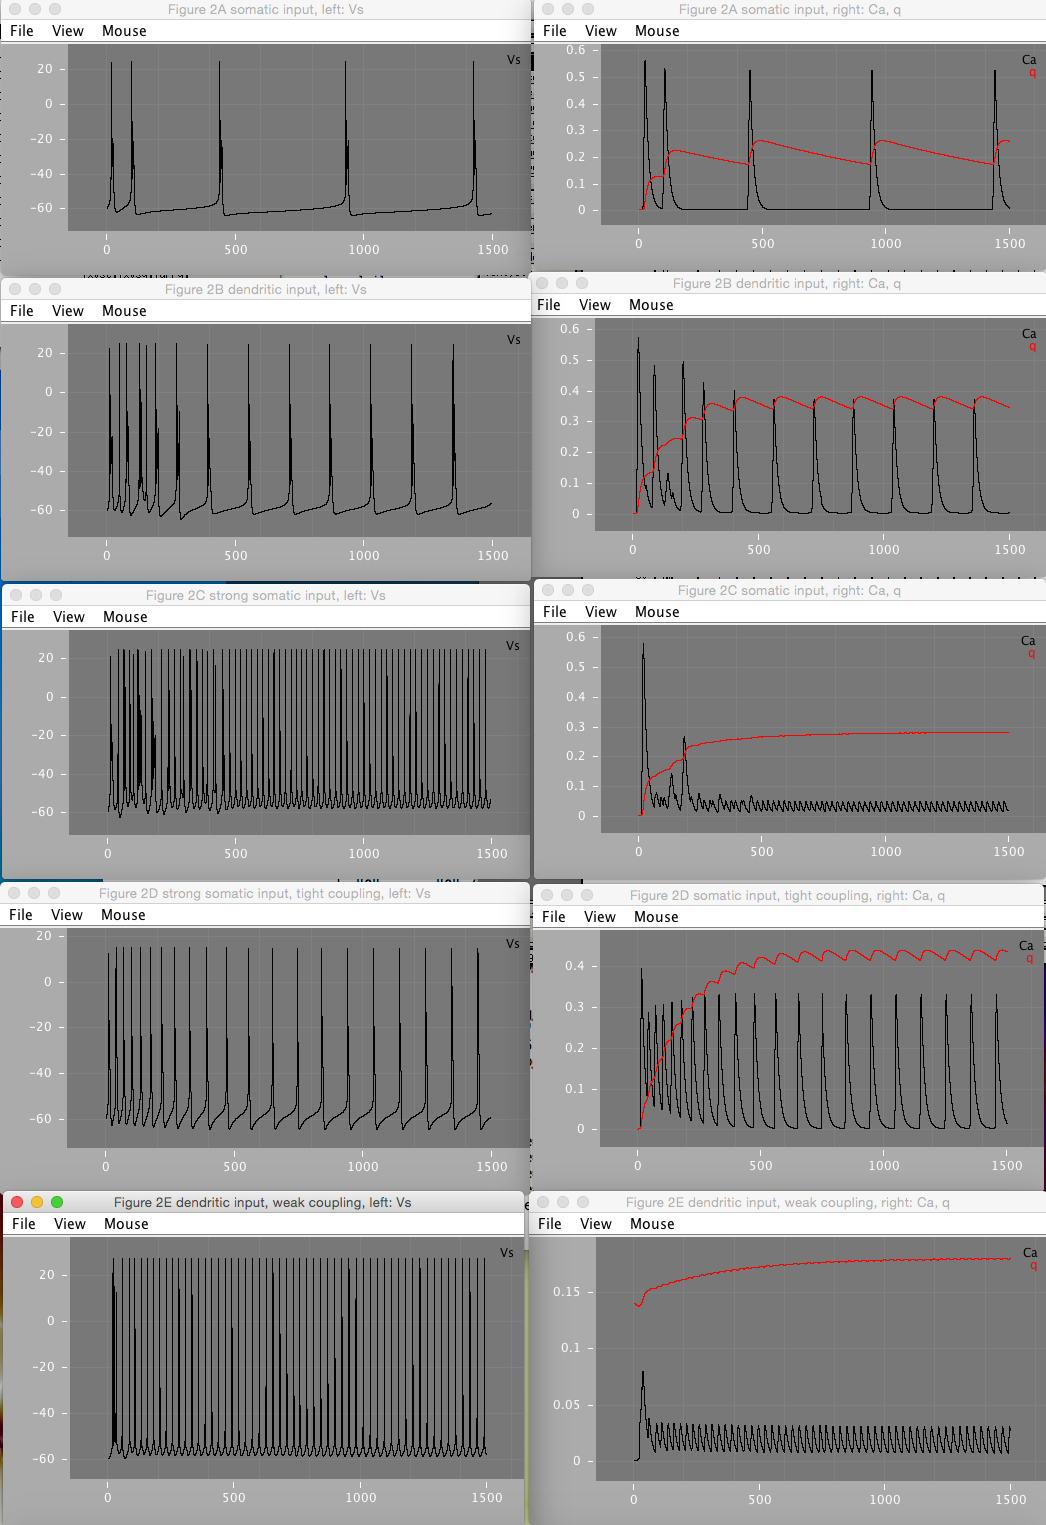 Figure 2A somatic input, left: Vs
File View Mouse
Vs
20
0
−20
−40
−60
0 500 1000 1500
Figure 2A somatic input, right: Ca, q
File View Mouse
0.6
Ca
q
0.5
0.4
0.3
0.2
0.1
0
0 500 1000 1500
Figure 2B dendritic input, left: Vs
File View Mouse
Vs
20
0
−20
−40
−60
0 500 1000 1500
Figure 2B dendritic input, right: Ca, q
File View Mouse
0.6
Ca
q
0.5
0.4
0.3
0.2
0.1
0
0 500 1000 1500
Figure 2C strong somatic input, left: Vs
File View Mouse
Vs
20
0
−20
−40
−60
0 500 1000 1500
Figure 2C somatic input, right: Ca, q
File View Mouse
0.6
Ca
q
0.5
0.4
0.3
0.2
0.1
0
0 500 1000 1500
Figure 2D strong somatic input, tight coupling, left: Vs
File View Mouse
20
Vs
0
−20
−40
−60
0 500 1000 1500
Figure 2D somatic input, tight coupling, right: Ca, q
File View Mouse
Ca
q
0.4
0.3
0.2
0.1
0
0 500 1000 1500
Figure 2E dendritic input, weak coupling, left: Vs
File View Mouse
Vs
20
0
−20
−40
−60
0 500 1000 1500
Figure 2E dendritic input, weak coupling, right: Ca, q
File View Mouse
Ca
q
0.15
0.1
0.05
0
0 500 1000 1500